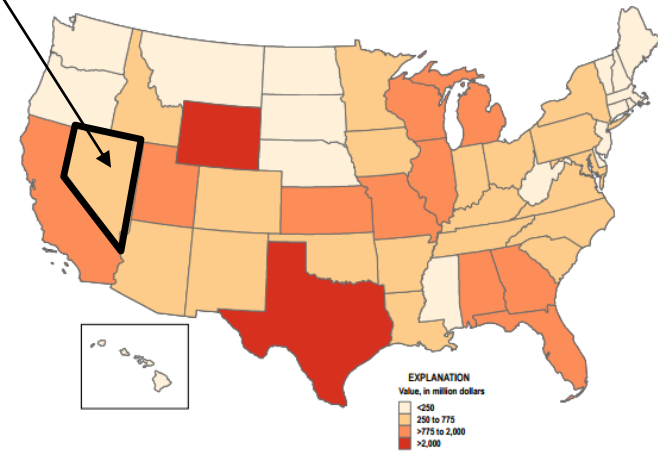 EXPLANATION
Value, in million dollars
<250
250 to 775
>775 to 2,000
>2,000